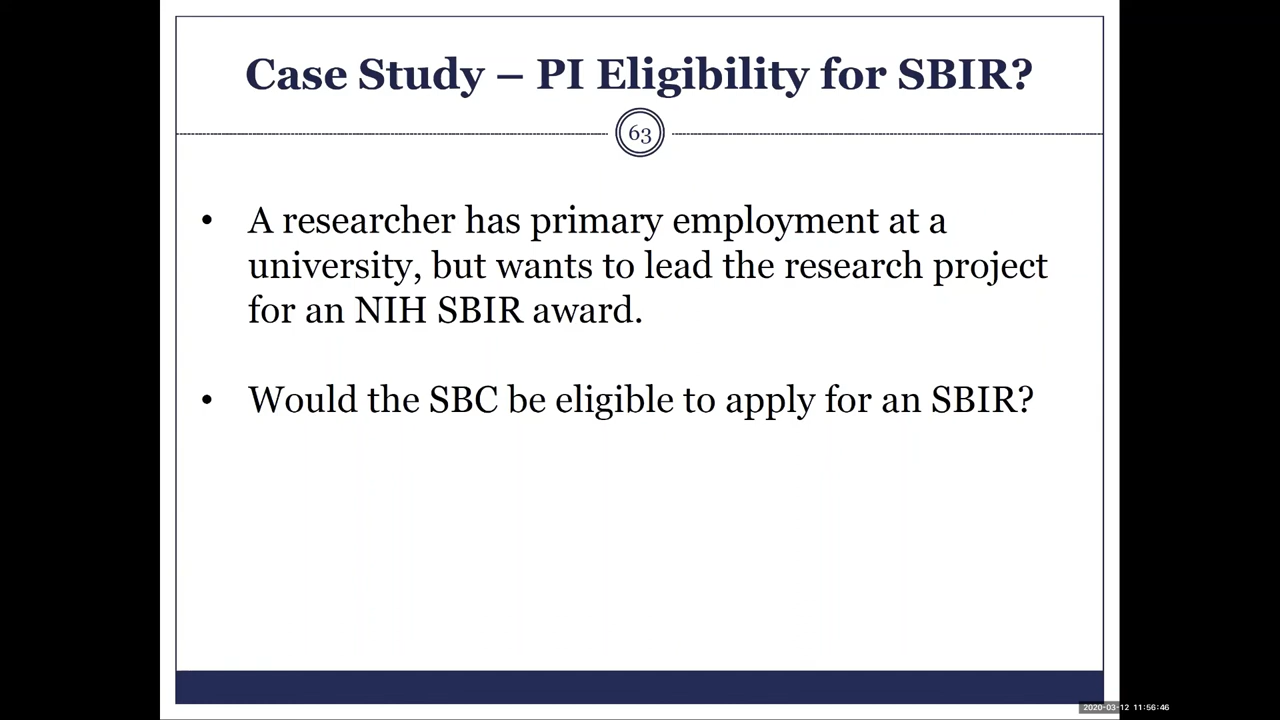 Case Study – PI Eligibility for SBIR?
63
• A researcher has primary employment at a
university, but wants to lead the research project
for an NIH SBIR award.
• Would the SBC be eligible to apply for an SBIR?
2020-03-12 11:56:46